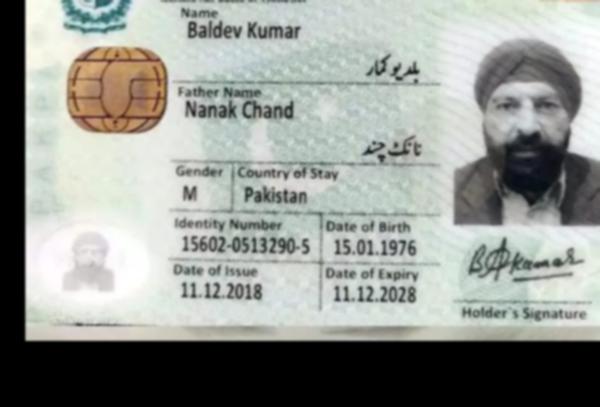 Name
Baldev Kumar
بلدیو کمار
Father Name
Nanak Chand
نانک چند
Gender
Country of Stay
M
Pakistan
Identity Number
Date of Birth
15602-0513290-5
15.01.1976
Date of Issue
Date of Expiry
11.12.2018
11.12.2028
Holder`s Signature